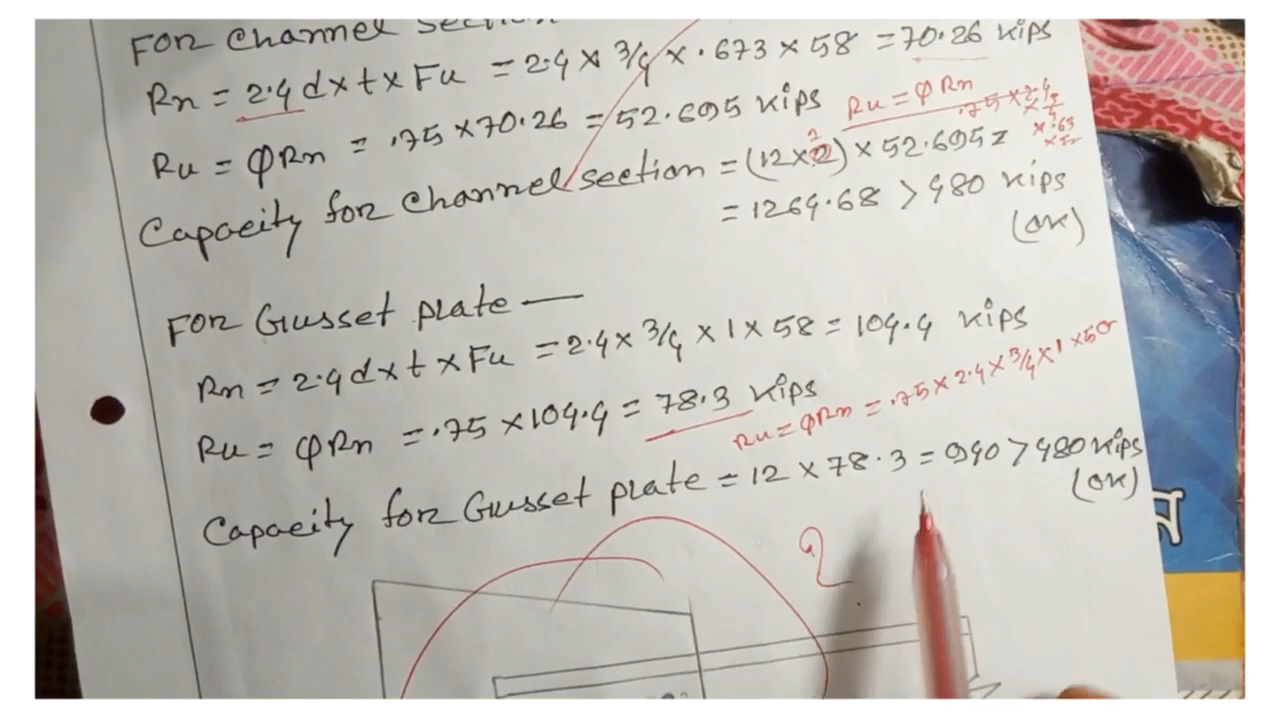 For Channel section
Rn = 2.4 d x t x Fu = 2.4 x 3/4 x .673 x 58 = 70.26 kips
Ru = φRn = .75 x 70.26 = 52.695 kips
Ru = φRn
Capacity for Channel section = (12 x 2) x 52.695 =
= 1264.68 > 480 kips
(OK)
For Gusset plate —
Rn = 2.4 d x t x Fu = 2.4 x 3/4 x 1 x 58 = 104.4 kips
Ru = φRn = .75 x 104.4 = 78.3 kips
Ru = φRn = .75 x 2.4 x 3/4 x 1 x 58
Capacity for Gusset plate = 12 x 78.3 = 940 > 480 kips
(OK)
2
ন